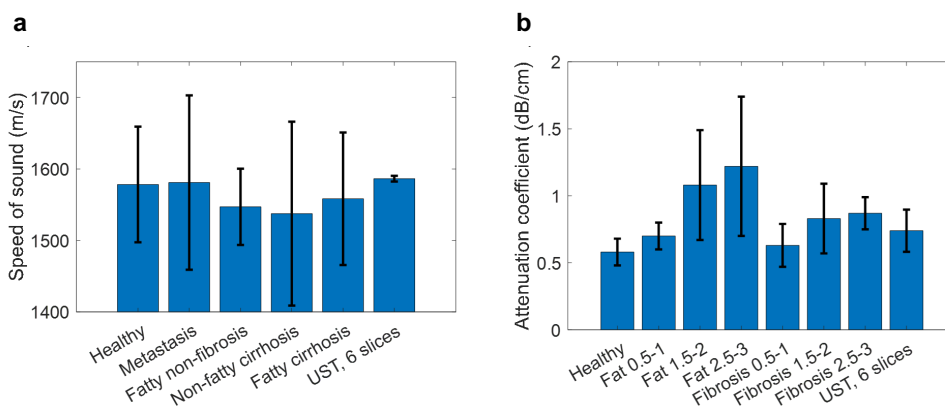 a
Speed of sound (m/s)
1700
1600
1500
1400
Healthy
Metastasis
Fatty non-fibrosis
Non-fatty cirrhosis
Fatty cirrhosis
UST, 6 slices
b
Attenuation coefficient (dB/cm)
2
1.5
1
0.5
0
Healthy
Fat 0.5-1
Fat 1.5-2
Fat 2.5-3
Fibrosis 0.5-1
Fibrosis 1.5-2
Fibrosis 2.5-3
UST, 6 slices